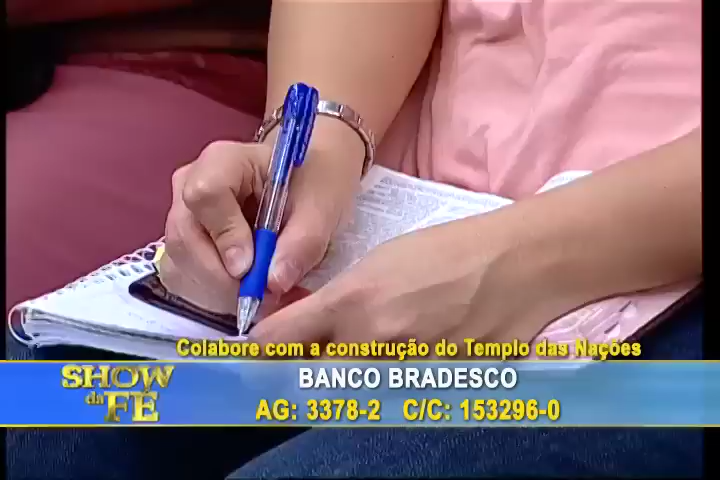 Colabore com a construção do Templo das Nações
SHOW da FÉ
BANCO BRADESCO
AG: 3378-2 C/C: 153296-0